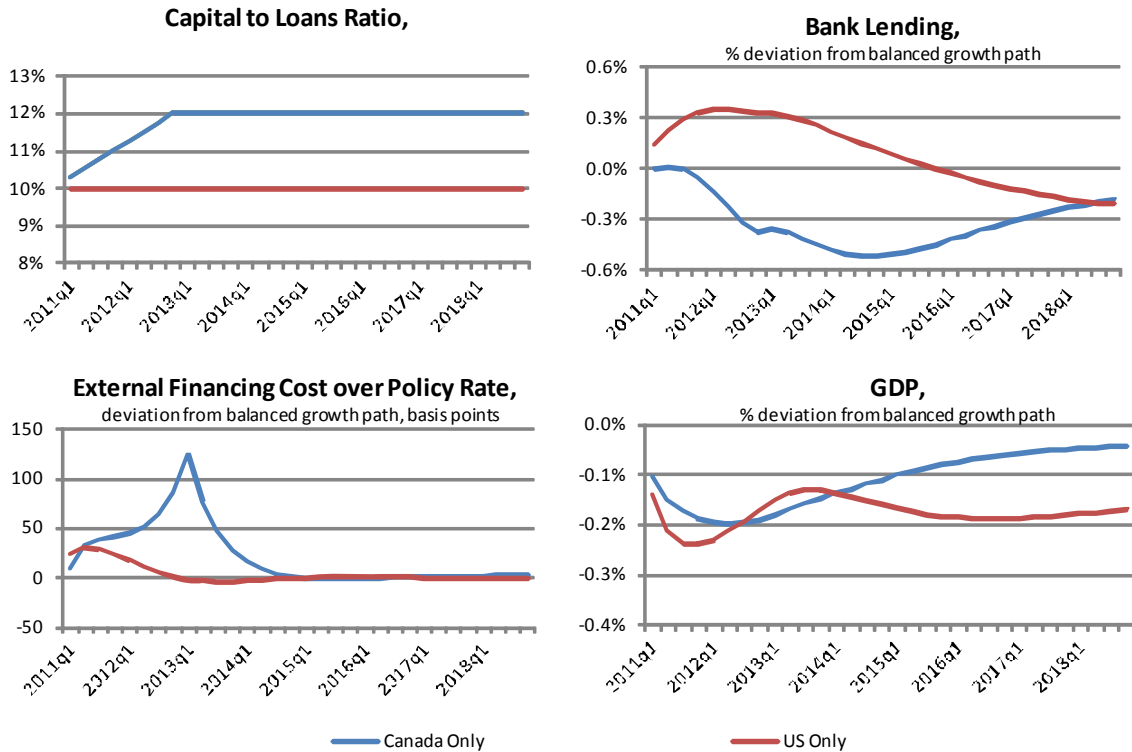 Capital to Loans Ratio,
13%
12%
11%
10%
9%
8%
2011q1
2012q1
2013q1
2014q1
2015q1
2016q1
2017q1
2018q1
Bank Lending,
% deviation from balanced growth path
0.6%
0.3%
0.0%
-0.3%
-0.6%
2011q1
2012q1
2013q1
2014q1
2015q1
2016q1
2017q1
2018q1
External Financing Cost over Policy Rate,
deviation from balanced growth path, basis points
150
100
50
0
-50
2011q1
2012q1
2013q1
2014q1
2015q1
2016q1
2017q1
2018q1
GDP,
% deviation from balanced growth path
0.0%
-0.1%
-0.2%
-0.3%
-0.4%
2011q1
2012q1
2013q1
2014q1
2015q1
2016q1
2017q1
2018q1
Canada Only
US Only